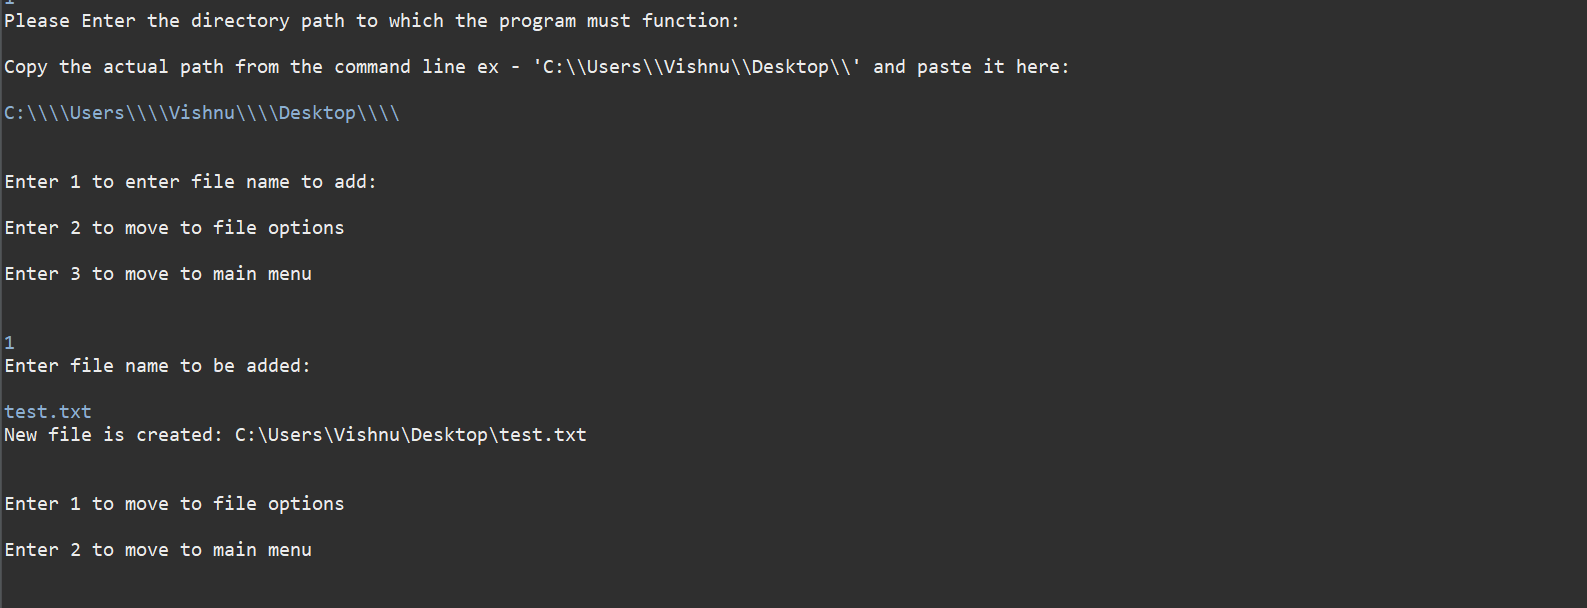 1
Please Enter the directory path to which the program must function:
Copy the actual path from the command line ex - 'C:\\Users\\Vishnu\\Desktop\\' and paste it here:
C:\\\\Users\\\\Vishnu\\\\Desktop\\\\
Enter 1 to enter file name to add:
Enter 2 to move to file options
Enter 3 to move to main menu
1
Enter file name to be added:
test.txt
New file is created: C:\Users\Vishnu\Desktop\test.txt
Enter 1 to move to file options
Enter 2 to move to main menu